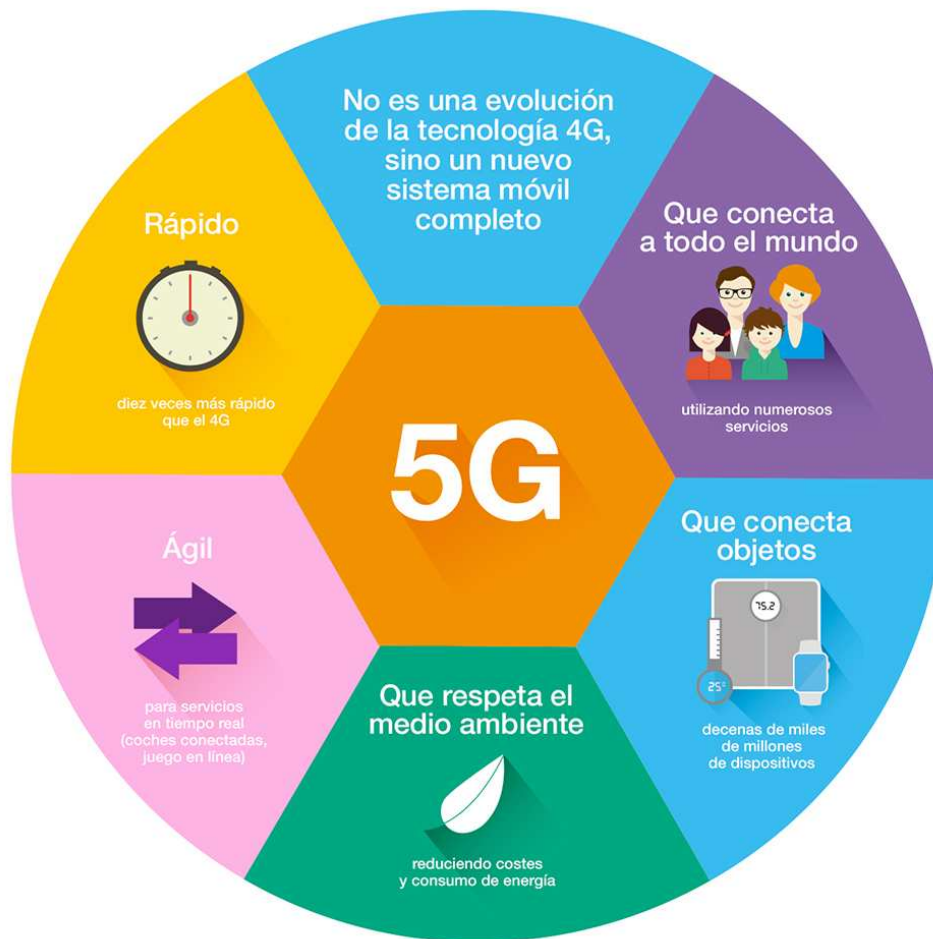 No es una evolución
de la tecnología 4G,
sino un nuevo
sistema móvil
completo
Que conecta
a todo el mundo
utilizando numerosos
servicios
Que conecta
objetos
75.2
25°
decenas de miles
de millones
de dispositivos
Que respeta el
medio ambiente
reduciendo costes
y consumo de energía
Ágil
para servicios
en tiempo real
(coches conectadas,
juego en línea)
Rápido
diez veces más rápido
que el 4G
5G